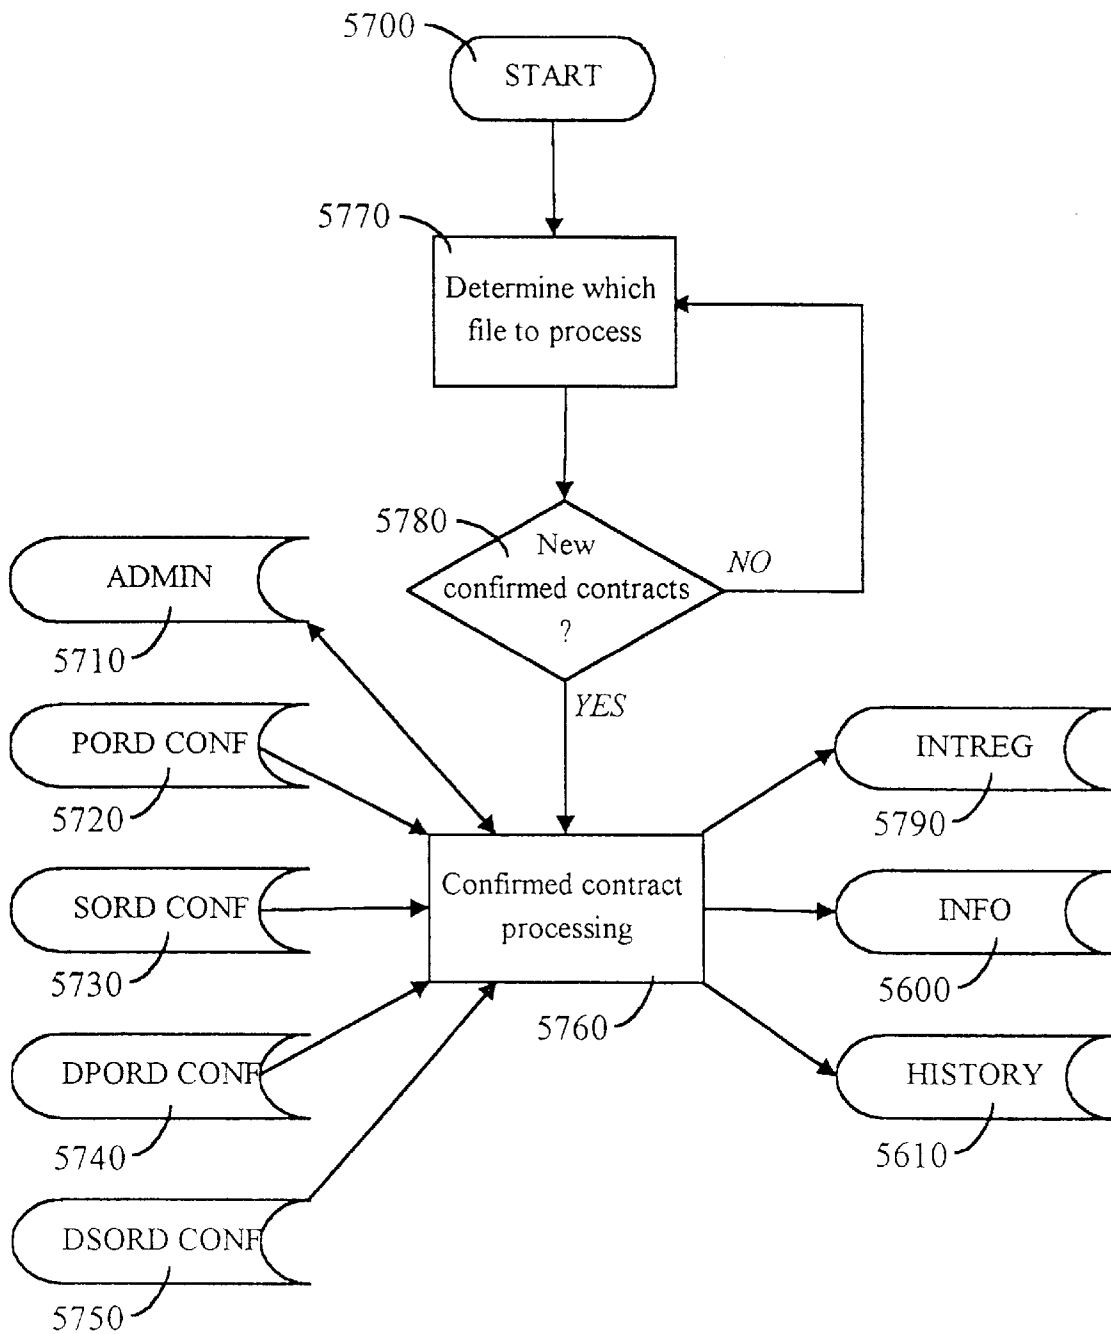 5700
START
5770
Determine which
file to process
5780
New
confirmed contracts
?
NO
YES
ADMIN
5710
PORD CONF
5720
SORD CONF
5730
DPORD CONF
5740
DSORD CONF
5750
Confirmed contract
processing
5760
INTREG
5790
INFO
5600
HISTORY
5610